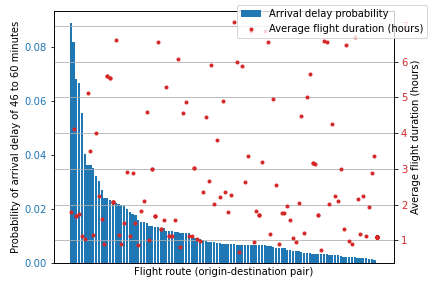 Arrival delay probability
Average flight duration (hours)
Probability of arrival delay of 46 to 60 minutes
0.08
0.06
0.04
0.02
0.00
6
5
4
3
2
1
Average flight duration (hours)
Flight route (origin-destination pair)